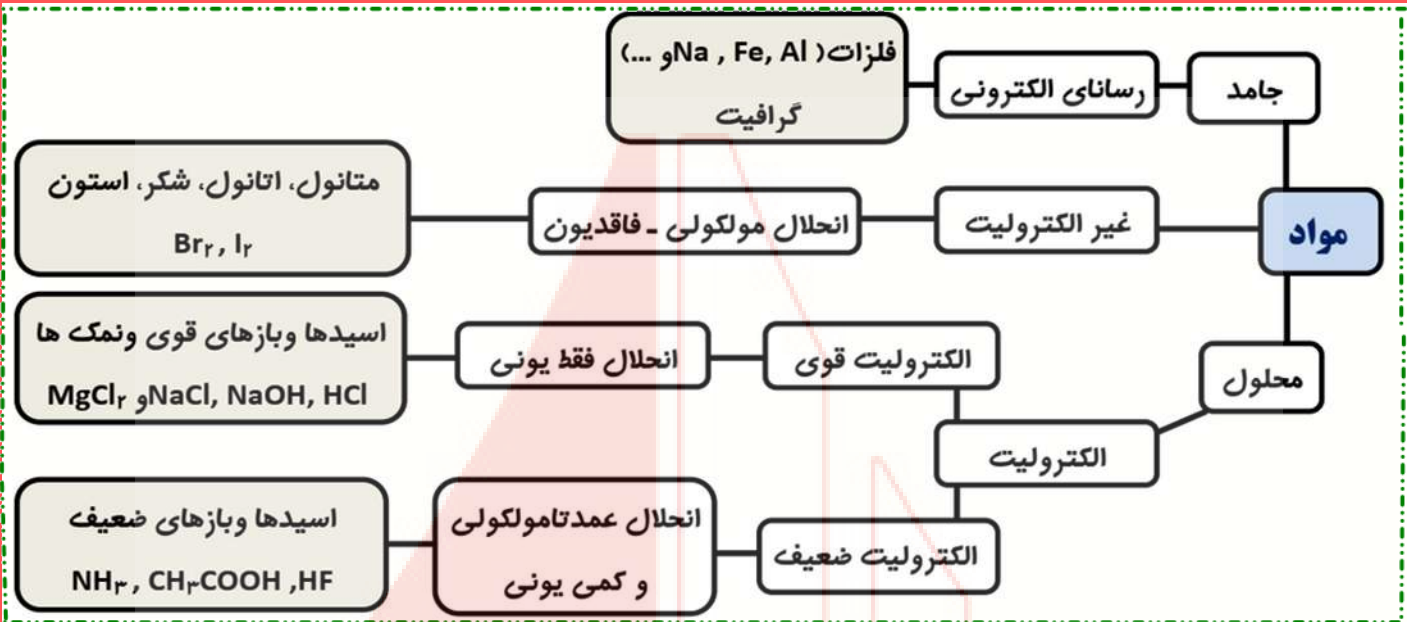 مواد
جامد
رسانای الکترونی
فلزات( Na , Fe, Al و ...)
گرافیت
غیر الکترولیت
انحلال مولکولی - فاقدیون
متانول، اتانول، شکر، استون
Br۲ , I۲
محلول
الکترولیت
الکترولیت قوی
انحلال فقط یونی
اسیدها وبازهای قوی ونمک ها
NaCl, NaOH, HCl و MgCl۲
الکترولیت ضعیف
انحلال عمدتامولکولی
و کمی یونی
اسیدها وبازهای ضعیف
NH۳ , CH۳COOH ,HF